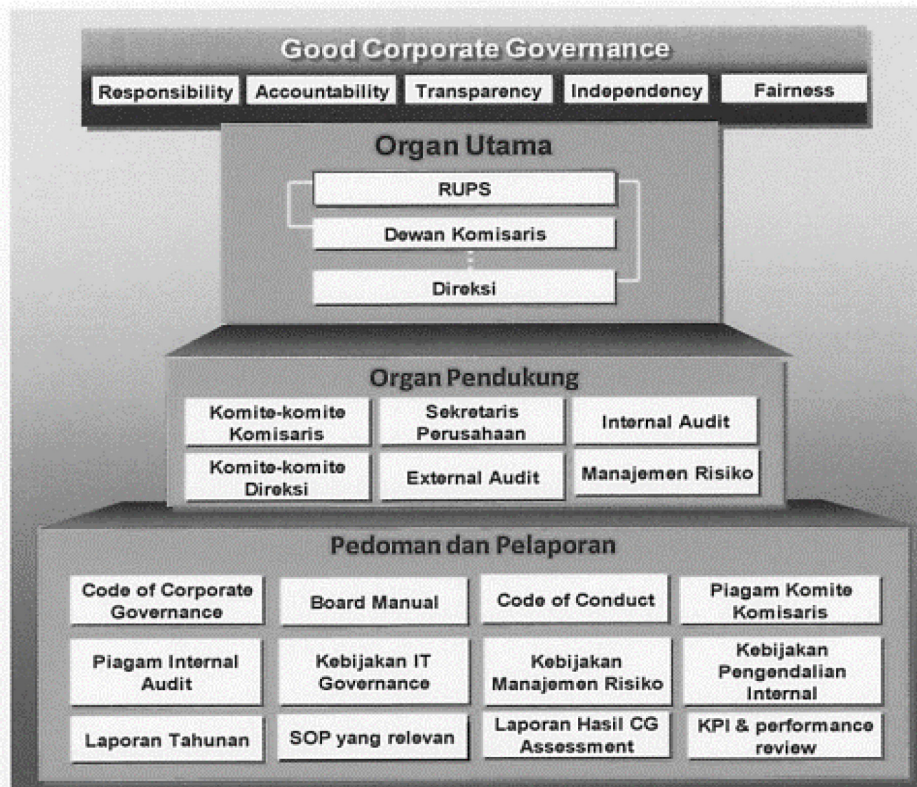 Good Corporate Governance
Responsibility
Accountability
Transparency
Independency
Fairness
Organ Utama
RUPS
Dewan Komisaris
Direksi
Organ Pendukung
Komite-komite
Komisaris
Sekretaris
Perusahaan
Internal Audit
Komite-komite
Direksi
External Audit
Manajemen Risiko
Pedoman dan Pelaporan
Code of Corporate
Governance
Board Manual
Code of Conduct
Piagam Komite
Komisaris
Piagam Internal
Audit
Kebijakan IT
Governance
Kebijakan
Manajemen Risiko
Kebijakan
Pengendalian
Internal
Laporan Tahunan
SOP yang relevan
Laporan Hasil CG
Assessment
KPI & performance
review